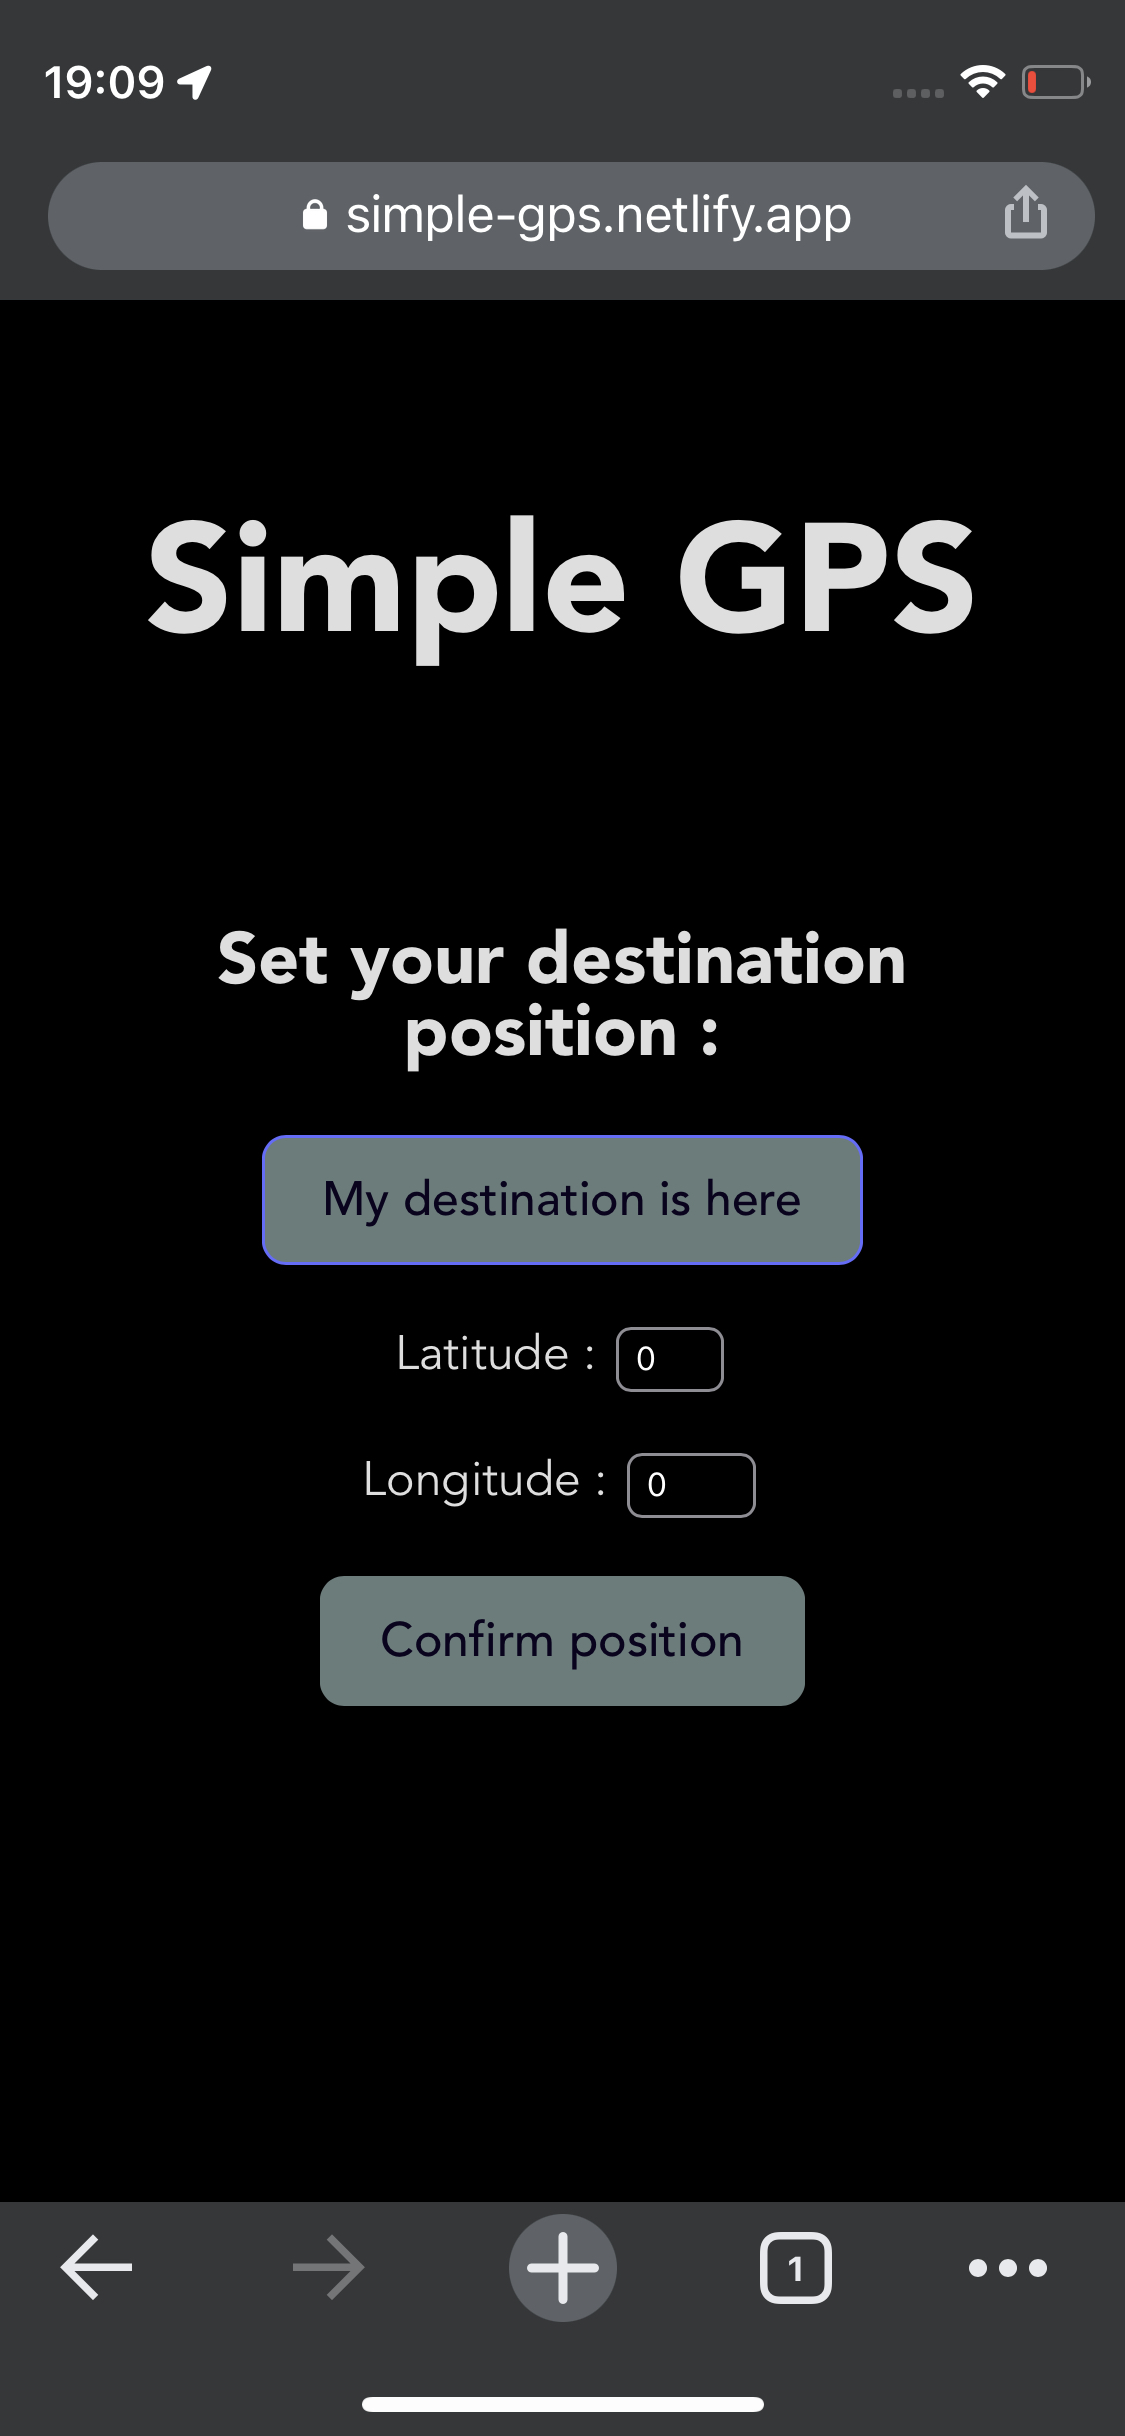 19:09
simple-gps.netlify.app
Simple GPS
Set your destination
position :
My destination is here
Latitude : 0
Longitude : 0
Confirm position
1